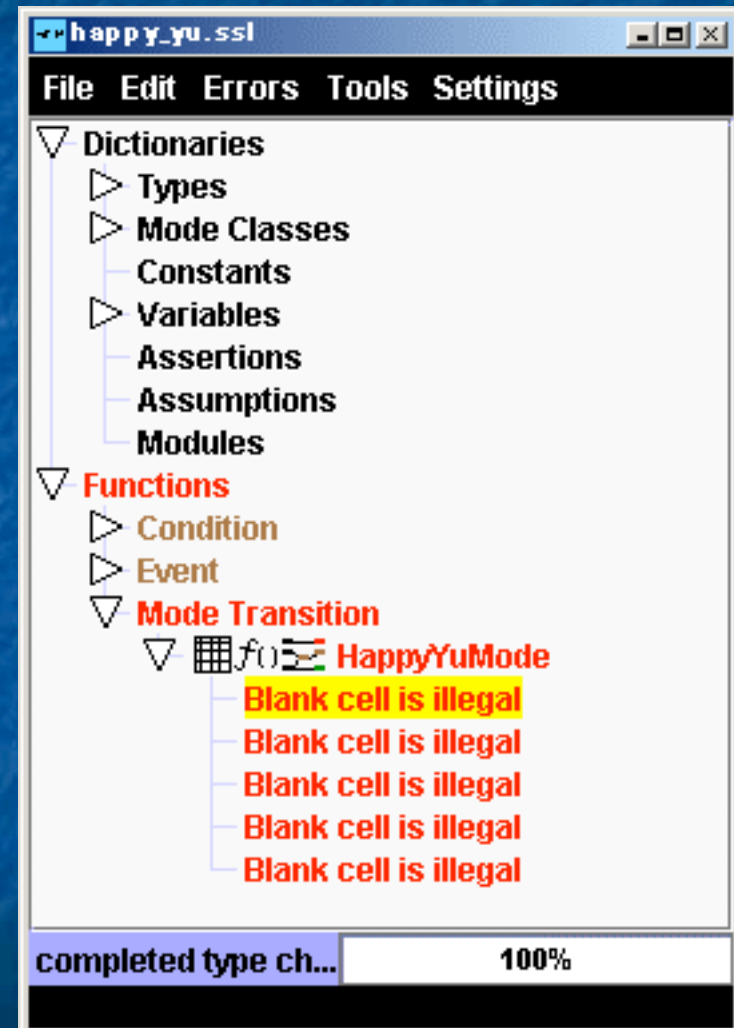 happy_yu.ssl
File Edit Errors Tools Settings
Dictionaries
Types
Mode Classes
Constants
Variables
Assertions
Assumptions
Modules
Functions
Condition
Event
Mode Transition
f() HappyYuMode
Blank cell is illegal
Blank cell is illegal
Blank cell is illegal
Blank cell is illegal
Blank cell is illegal
completed type ch... 100%